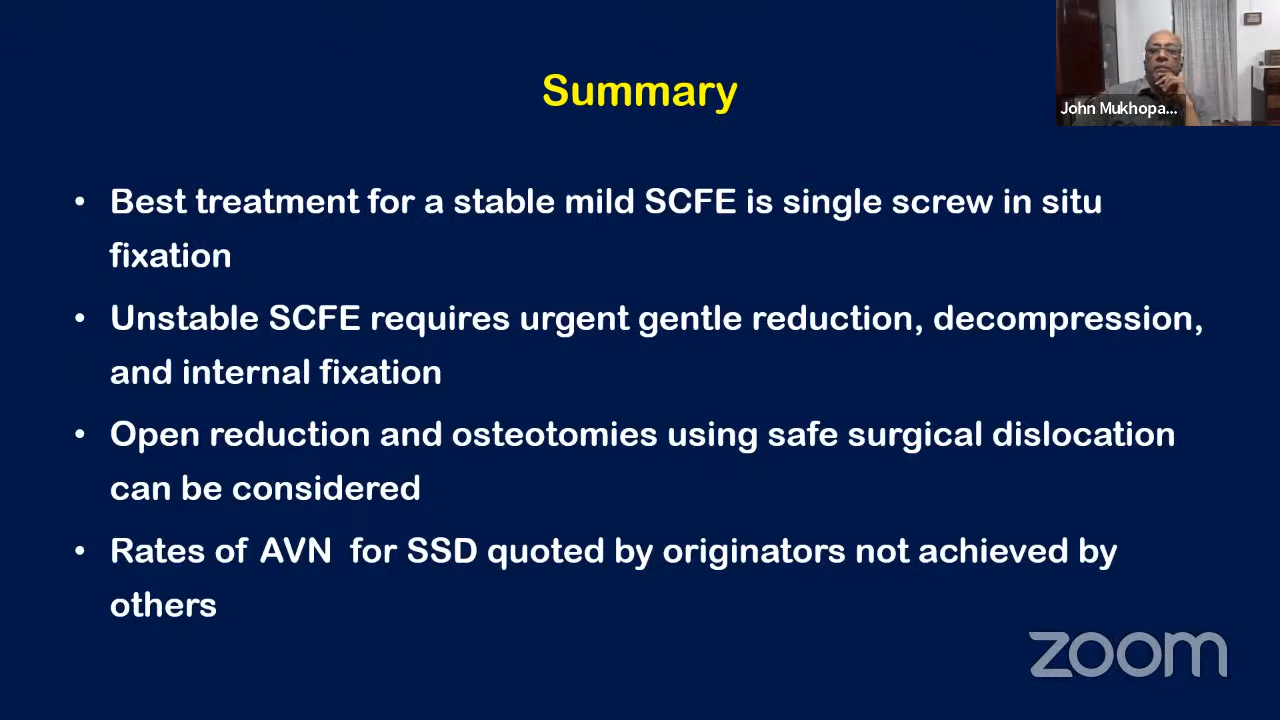 Summary
John Mukhopa...
• Best treatment for a stable mild SCFE is single screw in situ
fixation
• Unstable SCFE requires urgent gentle reduction, decompression,
and internal fixation
• Open reduction and osteotomies using safe surgical dislocation
can be considered
• Rates of AVN for SSD quoted by originators not achieved by
others
zoom